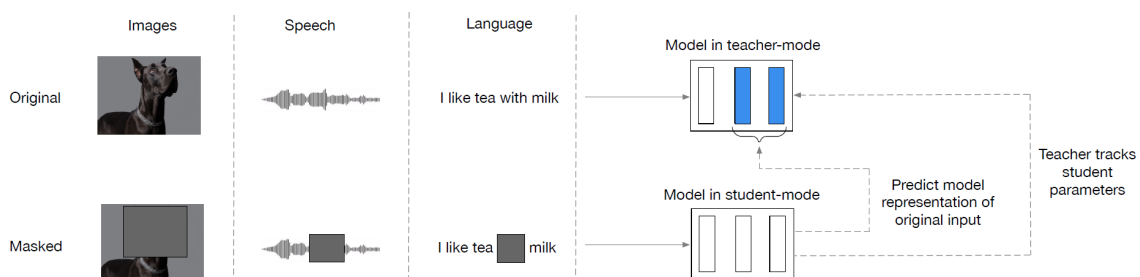 Images
Speech
Language
Model in teacher-mode
Original
I like tea with milk
Teacher tracks
student
parameters
Model in student-mode
Predict model
representation of
original input
Masked
I like tea milk